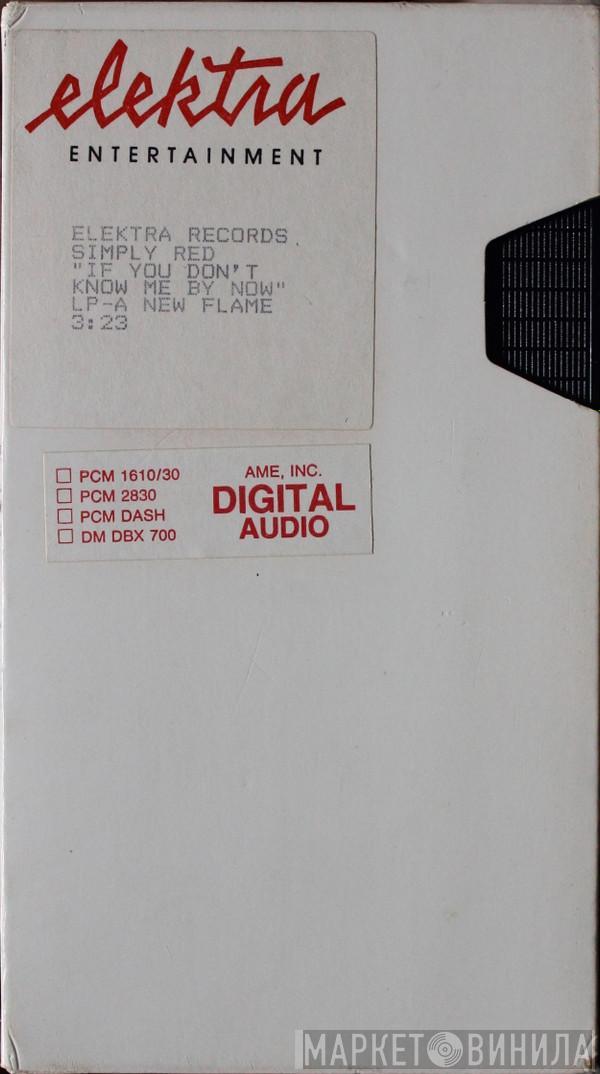 elektra
ENTERTAINMENT
ELEKTRA RECORDS
SIMPLY RED
"IF YOU DON'T
KNOW ME BY NOW"
LP-A NEW FLAME
3:23
☐ PCM 1610/30
☐ PCM 2830
☐ PCM DASH
☐ DM DBX 700
AME, INC.
DIGITAL
AUDIO
МАРКЕТ ВИНИЛА